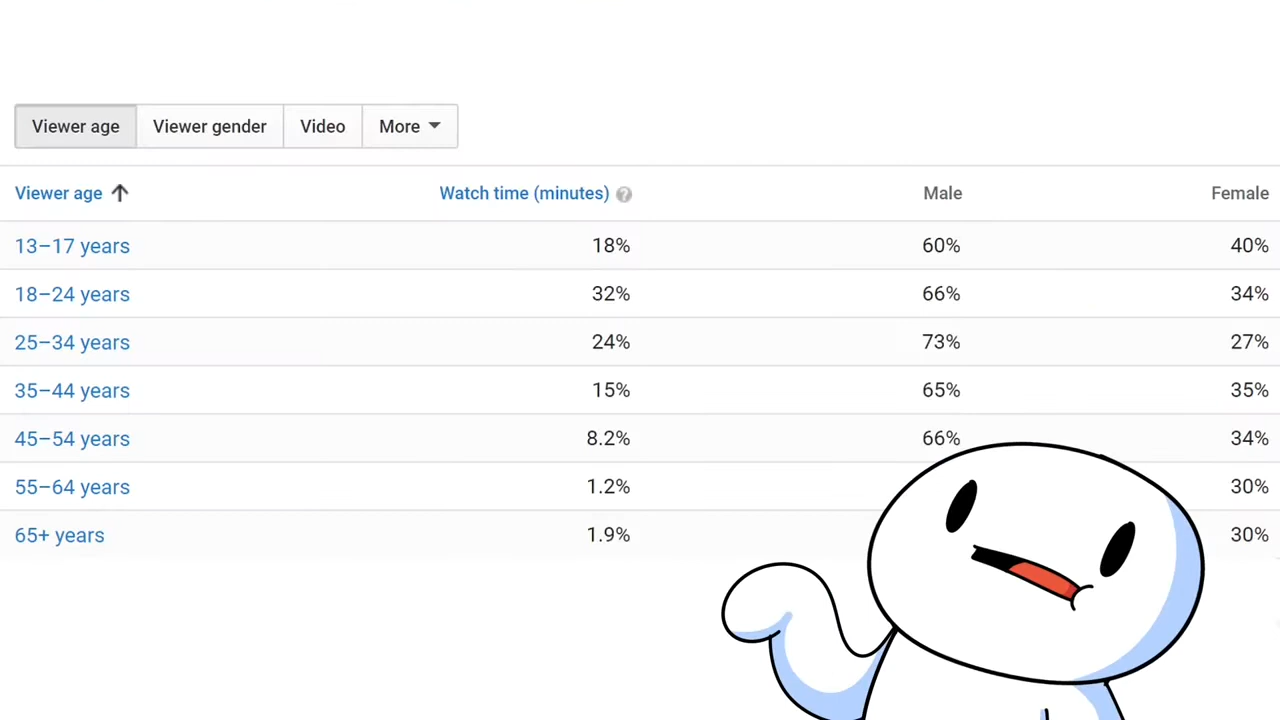 Viewer age Viewer gender Video More
Viewer age Watch time (minutes) ? Male Female
13–17 years 18% 60% 40%
18–24 years 32% 66% 34%
25–34 years 24% 73% 27%
35–44 years 15% 65% 35%
45–54 years 8.2% 66% 34%
55–64 years 1.2% 30%
65+ years 1.9% 30%